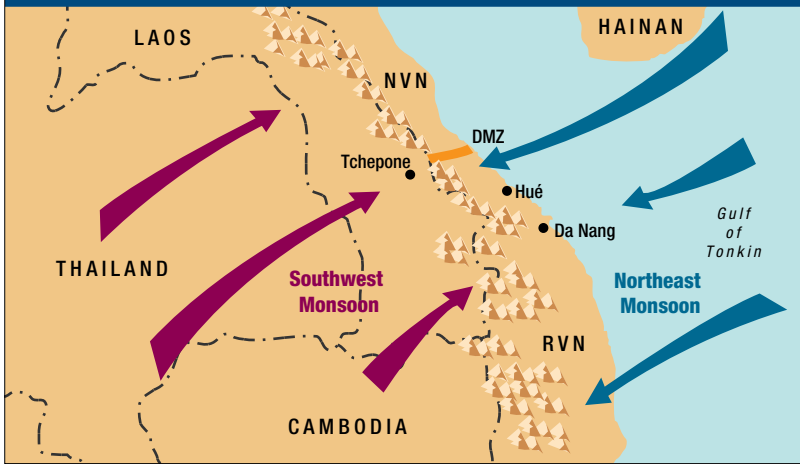 LAOS
HAINAN
NVN
DMZ
Tchepone
Hué
Da Nang
Gulf
of
Tonkin
THAILAND
Southwest
Monsoon
Northeast
Monsoon
RVN
CAMBODIA